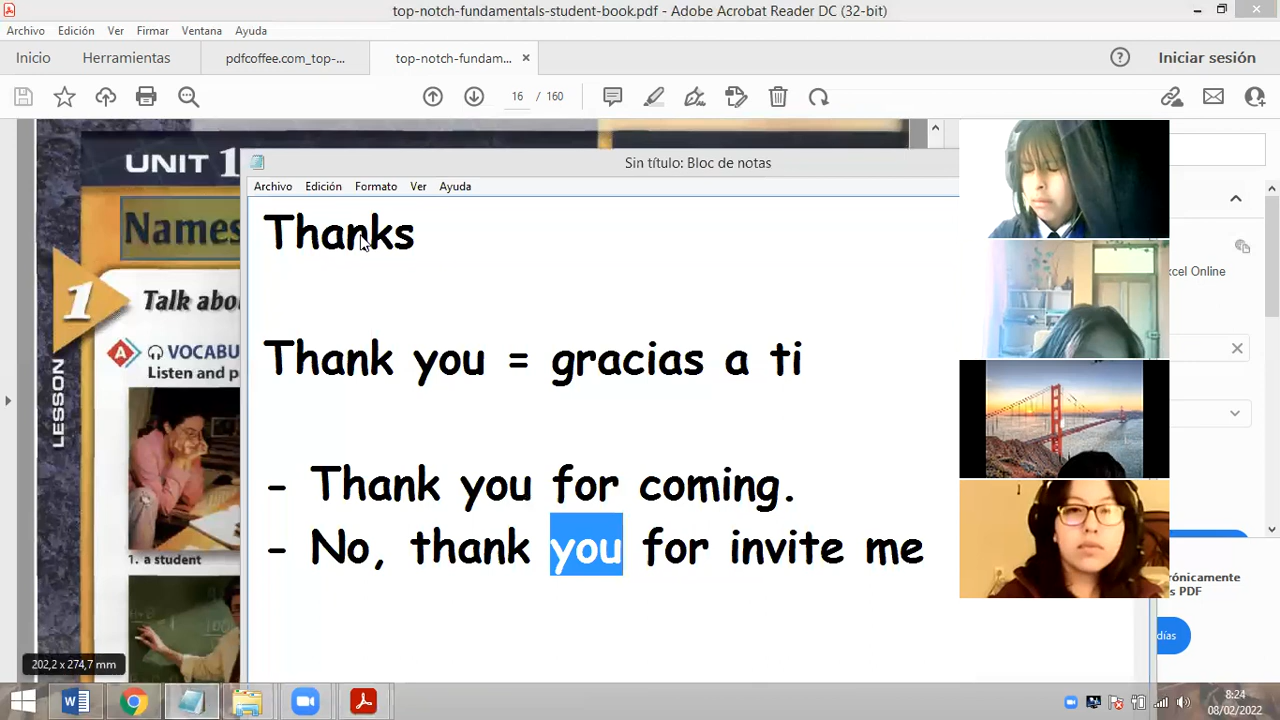 top-notch-fundamentals-student-book.pdf - Adobe Acrobat Reader DC (32-bit)
Archivo Edición Ver Firmar Ventana Ayuda
Inicio Herramientas pdfcoffee.com_top-... top-notch-fundam... × Iniciar sesión
16 / 160
UNIT 1
Names
LESSON
1
Talk abo
A VOCABU
Listen and p
1. a student
Sin título: Bloc de notas
Archivo Edición Formato Ver Ayuda
Thanks
Thank you = gracias a ti
- Thank you for coming.
- No, thank you for invite me
xcel Online
rónicamente
s PDF
días
202,2 x 274,7 mm
8:24
08/02/2022